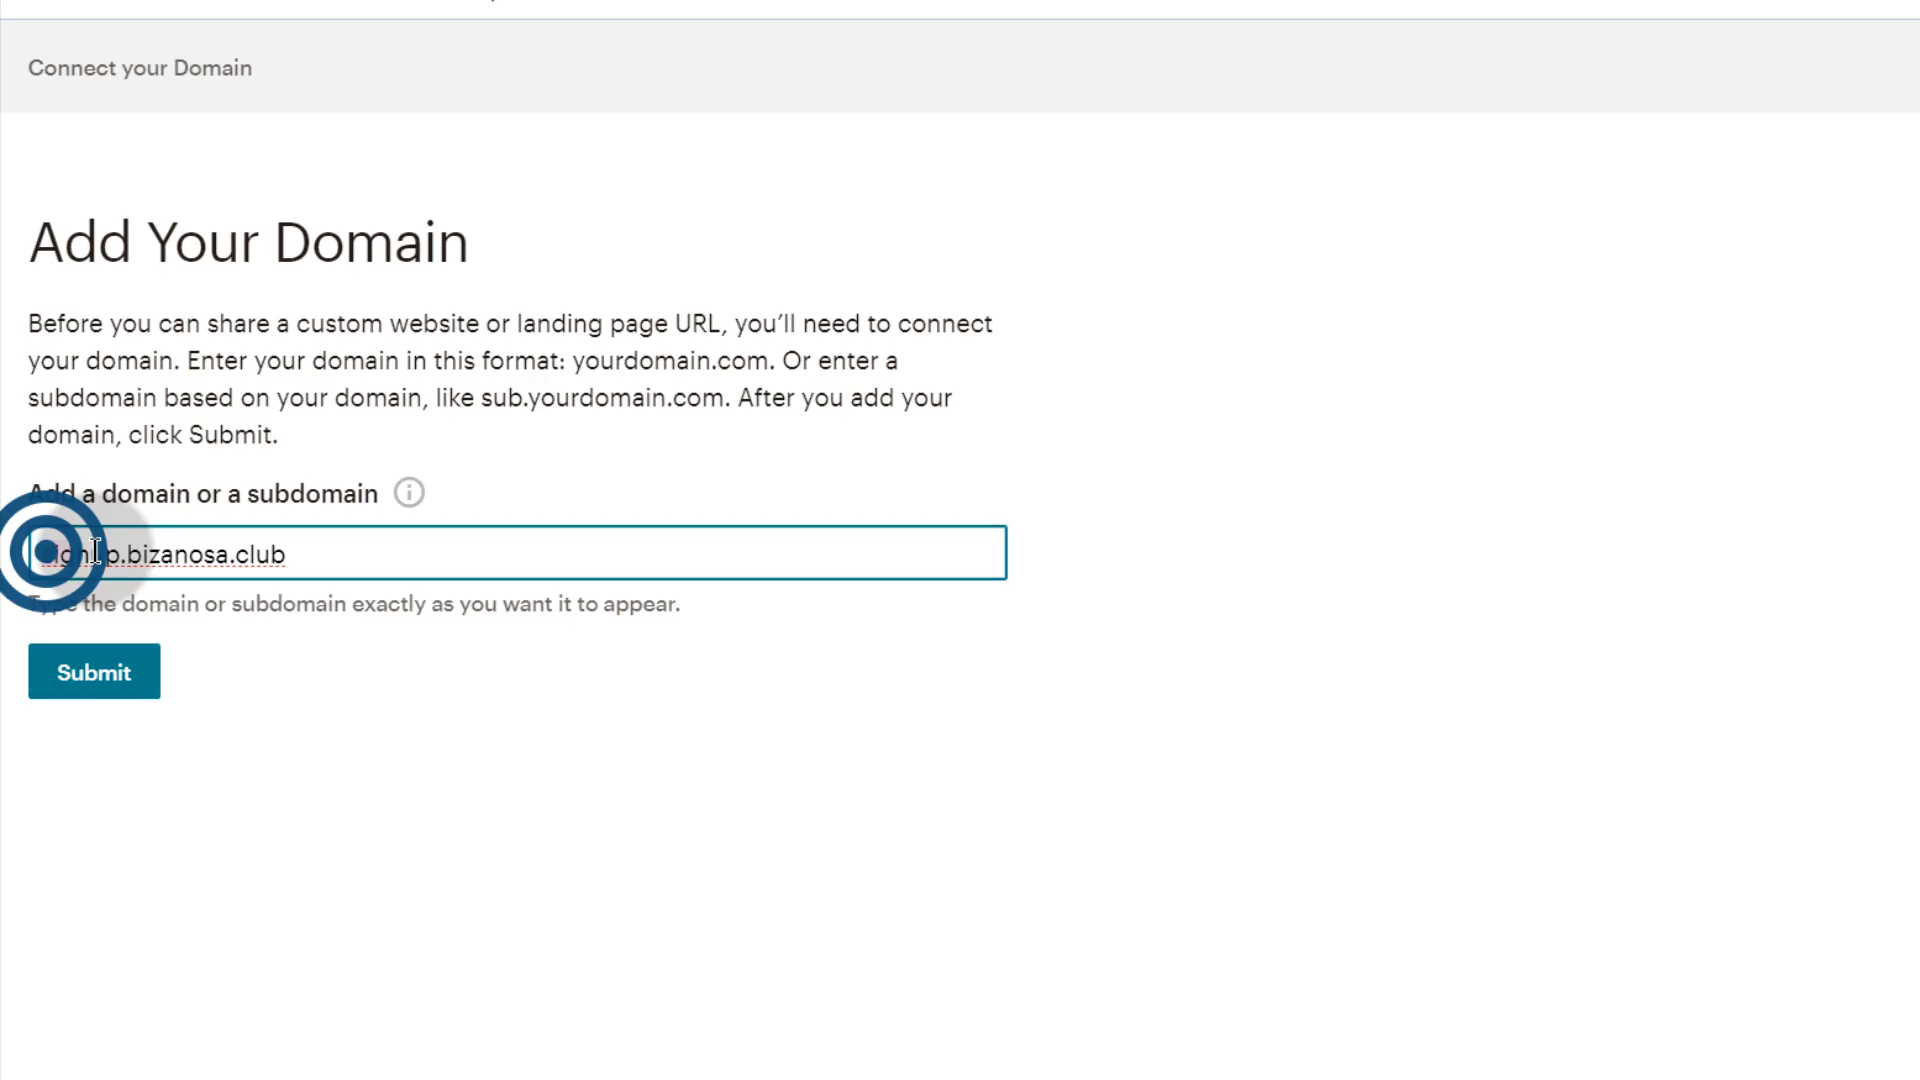 Connect your Domain
Add Your Domain
Before you can share a custom website or landing page URL, you’ll need to connect
your domain. Enter your domain in this format: yourdomain.com. Or enter a
subdomain based on your domain, like sub.yourdomain.com. After you add your
domain, click Submit.
Add a domain or a subdomain
signup.bizanosa.club
Type the domain or subdomain exactly as you want it to appear.
Submit